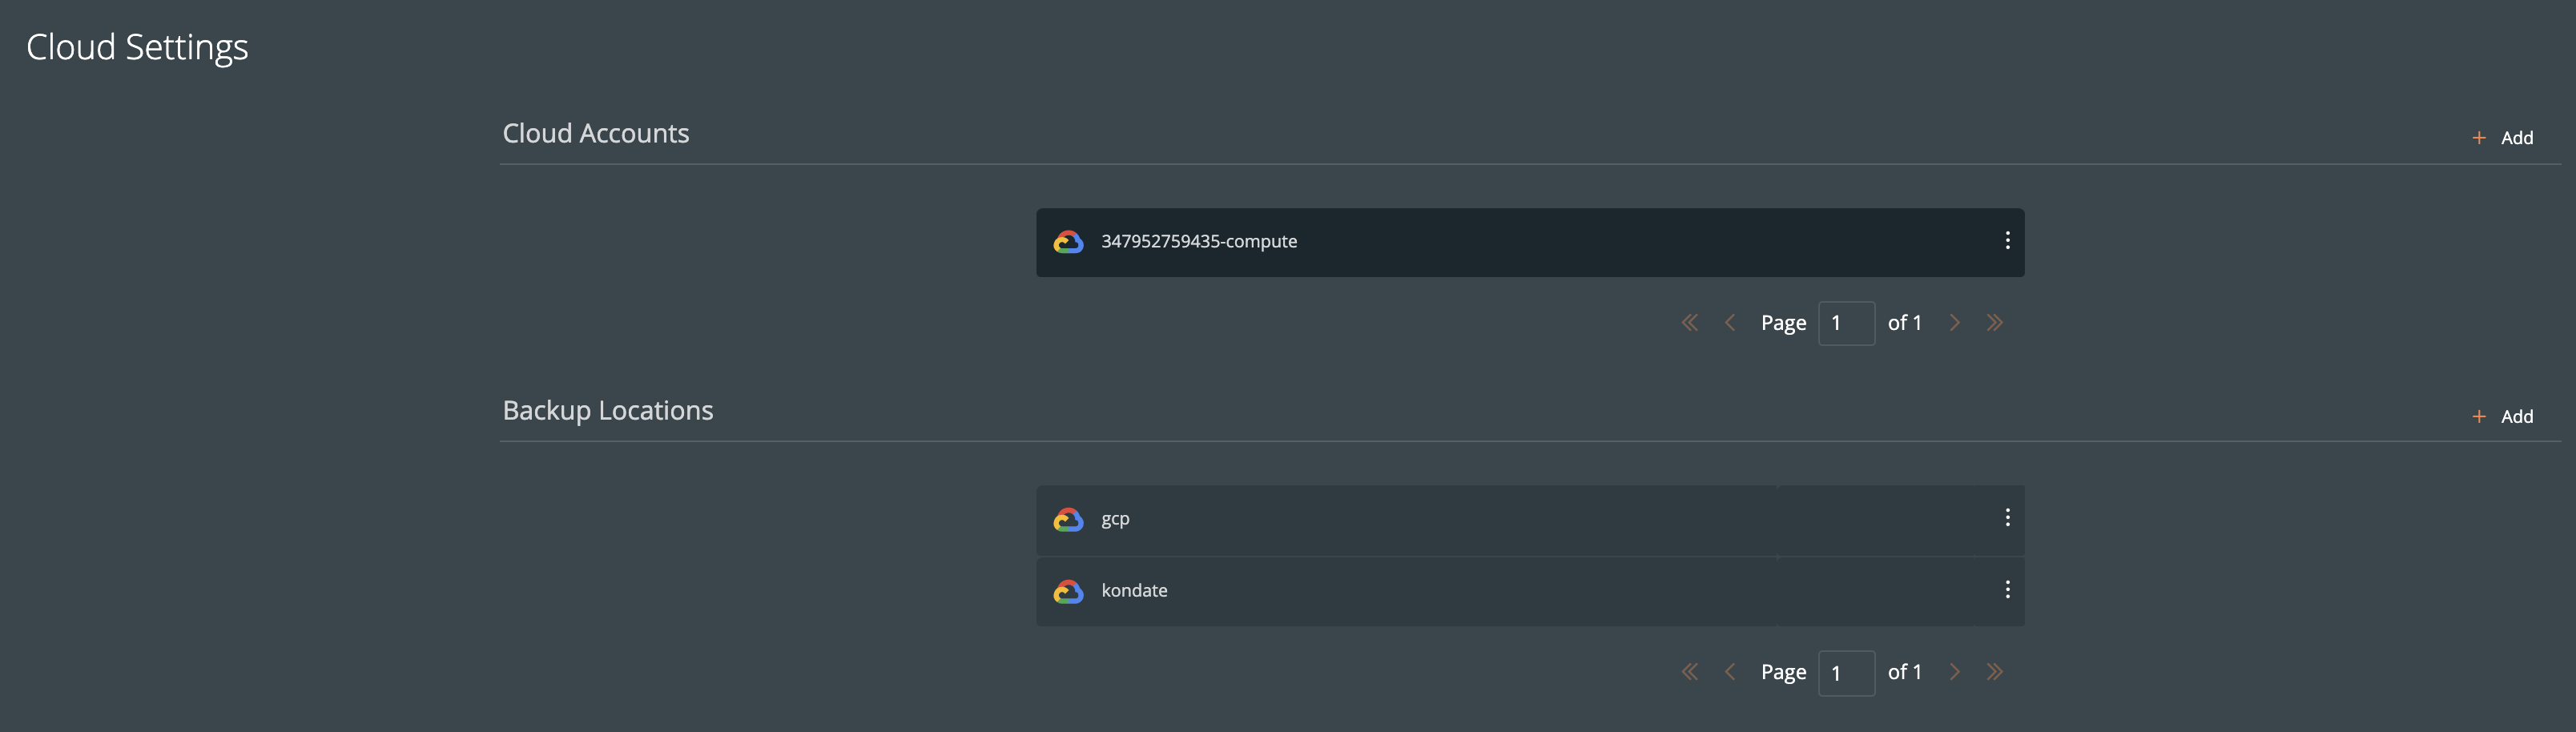 Cloud Settings
Cloud Accounts
+ Add
347952759435-compute
Page 1 of 1
Backup Locations
+ Add
gcp
kondate
Page 1 of 1